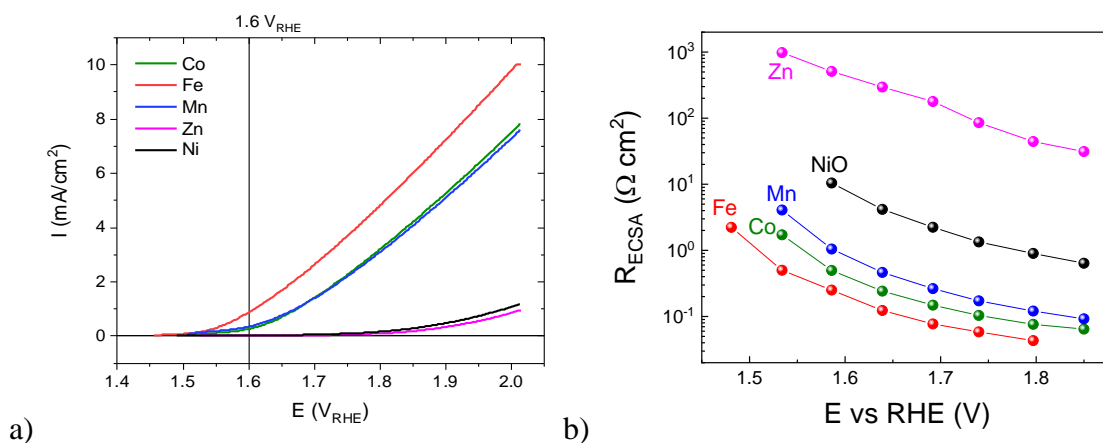 1.6 V_RHE
I (mA/cm²)
10
8
6
4
2
0
Co
Fe
Mn
Zn
Ni
1.4 1.5 1.6 1.7 1.8 1.9 2.0
E (V_RHE)
a)
R_ECSA (Ω cm²)
10³
10²
10¹
10⁰
10⁻¹
Zn
NiO
Mn
Fe
Co
1.5 1.6 1.7 1.8
E vs RHE (V)
b)